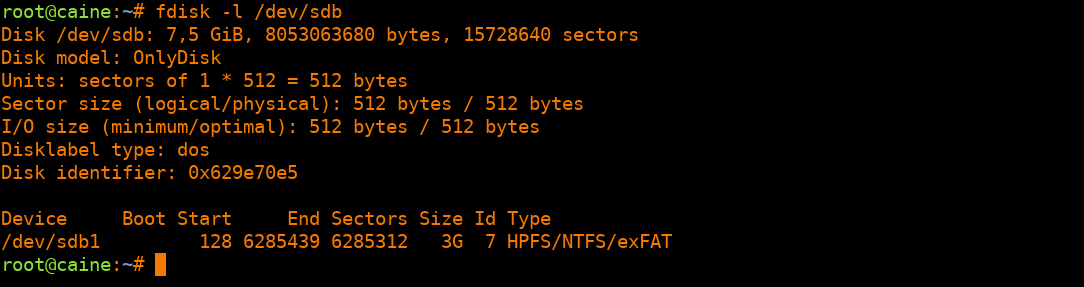 root@caine:~# fdisk -l /dev/sdb
Disk /dev/sdb: 7,5 GiB, 8053063680 bytes, 15728640 sectors
Disk model: OnlyDisk
Units: sectors of 1 * 512 = 512 bytes
Sector size (logical/physical): 512 bytes / 512 bytes
I/O size (minimum/optimal): 512 bytes / 512 bytes
Disklabel type: dos
Disk identifier: 0x629e70e5
Device     Boot Start     End Sectors Size Id Type
/dev/sdb1         128 6285439 6285312   3G  7 HPFS/NTFS/exFAT
root@caine:~#